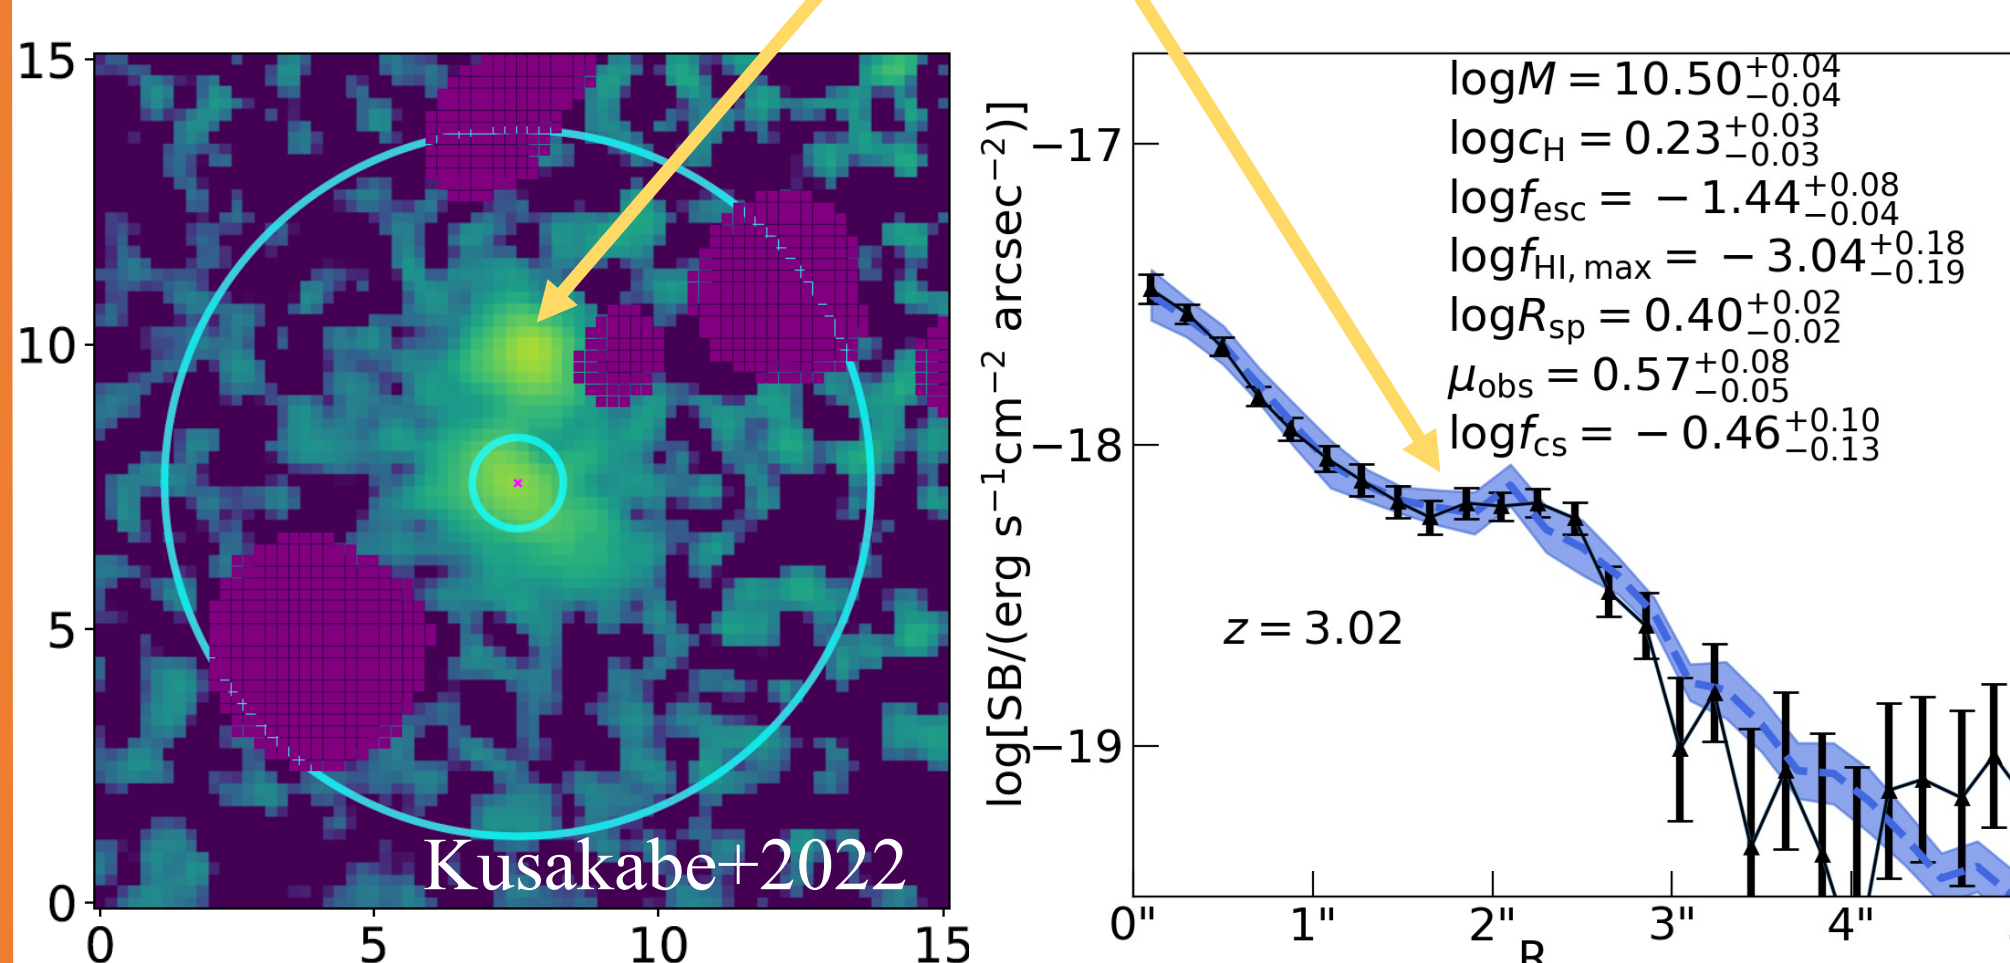 15
10
5
0
0
5
10
15
Kusakabe+2022
log[SB/(erg s⁻¹cm⁻² arcsec⁻²)]
−17
−18
−19
logM = 10.50+0.04 −0.04
logcH = 0.23+0.03 −0.03
logfesc = −1.44+0.08 −0.04
logfHI, max = −3.04+0.18 −0.19
logRsp = 0.40+0.02 −0.02
μobs = 0.57+0.08 −0.05
logfcs = −0.46+0.10 −0.13
z = 3.02
0"
1"
2"
3"
4"
R